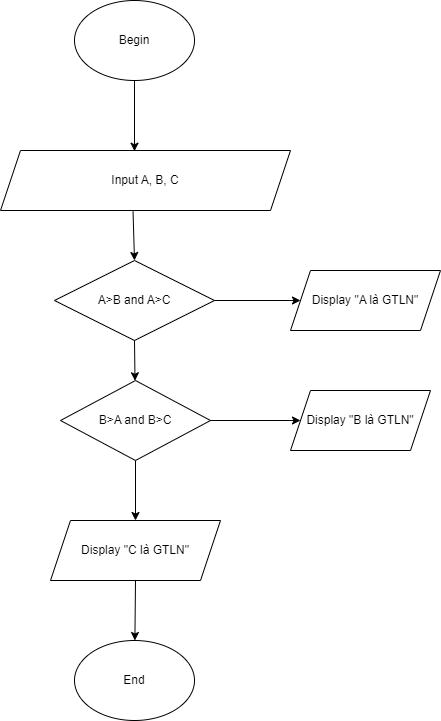 Begin
Input A, B, C
A>B and A>C
Display "A là GTLN"
B>A and B>C
Display "B là GTLN"
Display "C là GTLN"
End